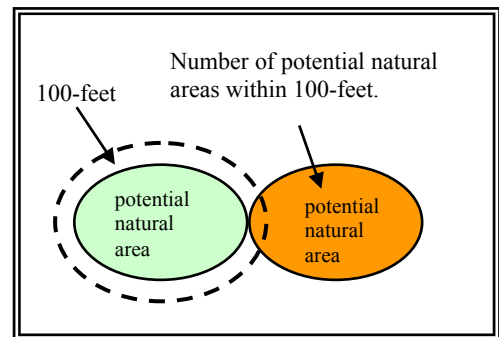 Number of potential natural
areas within 100-feet.
100-feet
potential
natural
area
potential
natural
area